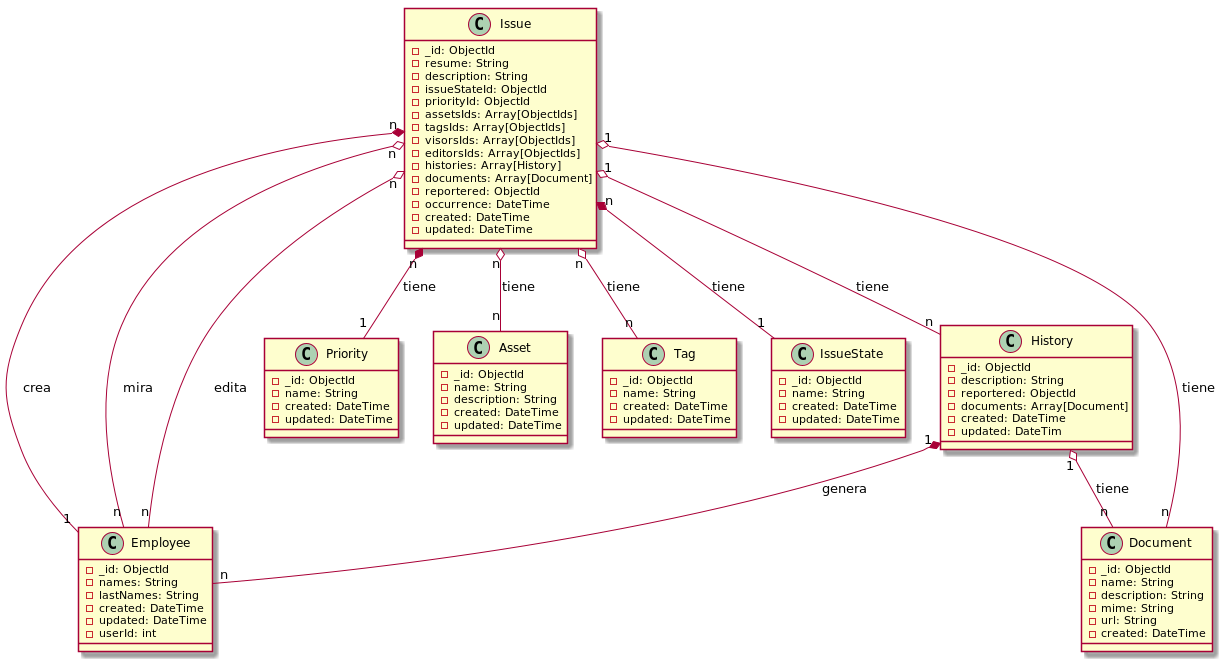 C Issue
_id: ObjectId
resume: String
description: String
issueStateId: ObjectId
priorityId: ObjectId
assetsIds: Array[ObjectIds]
tagsIds: Array[ObjectIds]
visorsIds: Array[ObjectIds]
editorsIds: Array[ObjectIds]
histories: Array[History]
documents: Array[Document]
reportered: ObjectId
occurrence: DateTime
created: DateTime
updated: DateTime
n
n
n
1
1
n
n
n
n
tiene
tiene
tiene
tiene
tiene
1
n
n
1
n
C Priority
_id: ObjectId
name: String
created: DateTime
updated: DateTime
C Asset
_id: ObjectId
name: String
description: String
created: DateTime
updated: DateTime
C Tag
_id: ObjectId
name: String
created: DateTime
updated: DateTime
C IssueState
_id: ObjectId
name: String
created: DateTime
updated: DateTime
C History
_id: ObjectId
description: String
reportered: ObjectId
documents: Array[Document]
created: DateTime
updated: DateTim
crea
mira
edita
tiene
1
1
genera
tiene
1
n
n
n
n
n
C Employee
_id: ObjectId
names: String
lastNames: String
created: DateTime
updated: DateTime
userId: int
C Document
_id: ObjectId
name: String
description: String
mime: String
url: String
created: DateTime